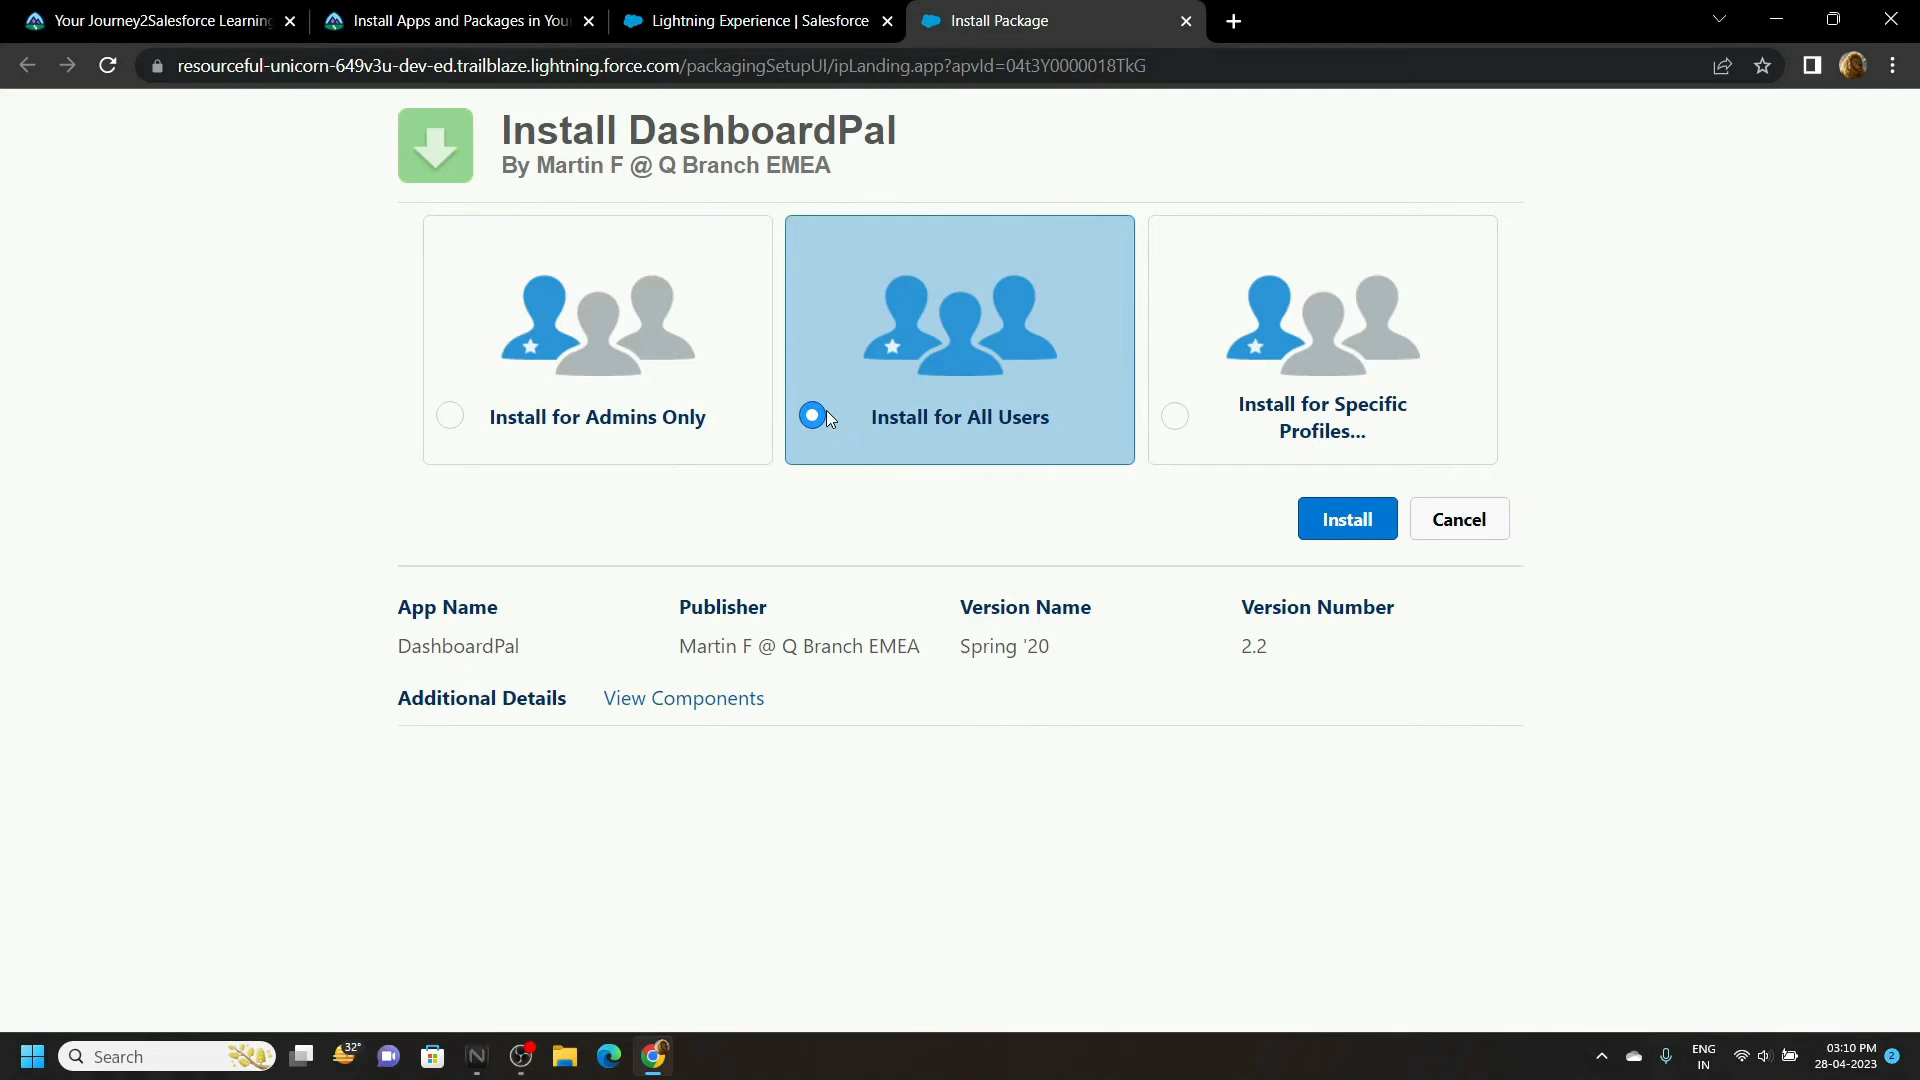 Your Journey2Salesforce Learning
Install Apps and Packages in You
Lightning Experience | Salesforce
Install Package
resourceful-unicorn-649v3u-dev-ed.trailblaze.lightning.force.com/packagingSetupUI/ipLanding.app?apvId=04t3Y0000018TkG
Install DashboardPal
By Martin F @ Q Branch EMEA
Install for Admins Only
Install for All Users
Install for Specific
Profiles...
Install
Cancel
App Name
Publisher
Version Name
Version Number
DashboardPal
Martin F @ Q Branch EMEA
Spring '20
2.2
Additional Details
View Components
Search
32°
ENG
IN
03:10 PM
28-04-2023
2